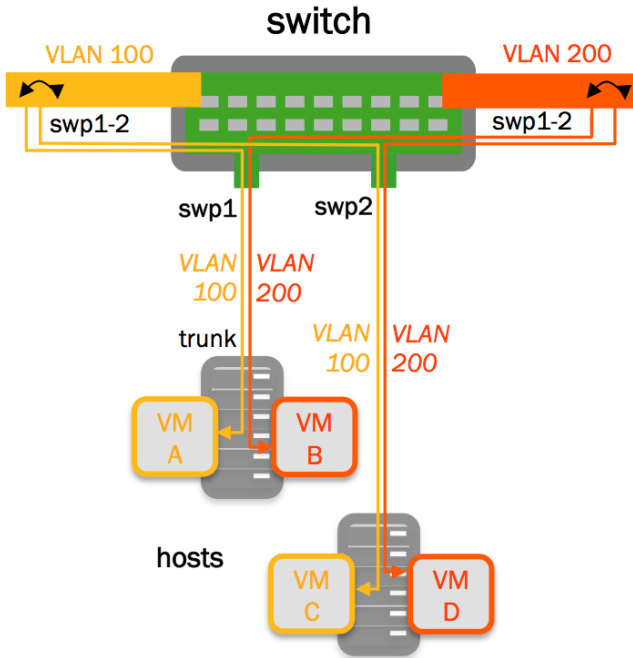 switch
VLAN 100
VLAN 200
swp1-2
swp1-2
swp1
swp2
VLAN
100
VLAN
200
trunk
VLAN
100
VLAN
200
VM
A
VM
B
hosts
VM
C
VM
D